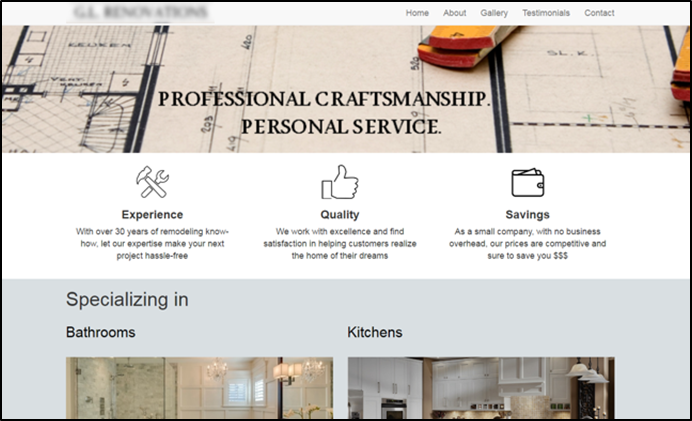 G.L. RENOVATIONS
Home About Gallery Testimonials Contact
KEUKEN
SL.K
PROFESSIONAL CRAFTSMANSHIP.
PERSONAL SERVICE.
Experience Quality Savings
With over 30 years of remodeling know- We work with excellence and find As a small company, with no business
how, let our expertise make your next satisfaction in helping customers realize overhead, our prices are competitive and
project hassle-free the home of their dreams sure to save you $$$
Specializing in
Bathrooms Kitchens